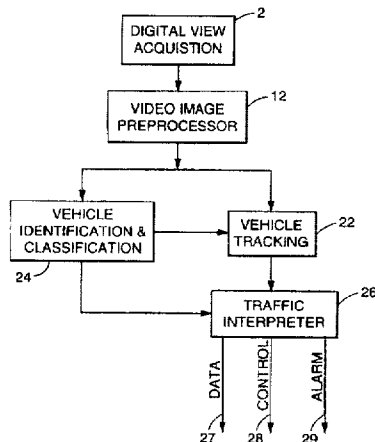 2
DIGITAL VIEW
ACQUISTION
12
VIDEO IMAGE
PREPROCESSOR
VEHICLE
IDENTIFICATION &
CLASSIFICATION
24
VEHICLE
TRACKING
22
TRAFFIC
INTERPRETER
26
DATA
CONTROL
ALARM
27
28
29